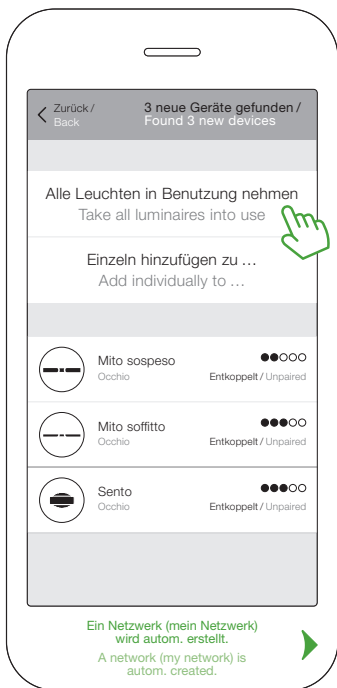 Zurück /
Back
3 neue Geräte gefunden /
Found 3 new devices
Alle Leuchten in Benutzung nehmen
Take all luminaires into use
Einzeln hinzufügen zu ...
Add individually to ...
Mito sospeso
Occhio
Entkoppelt / Unpaired
Mito soffitto
Occhio
Entkoppelt / Unpaired
Sento
Occhio
Entkoppelt / Unpaired
Ein Netzwerk (mein Netzwerk)
wird autom. erstellt.
A network (my network) is
autom. created.